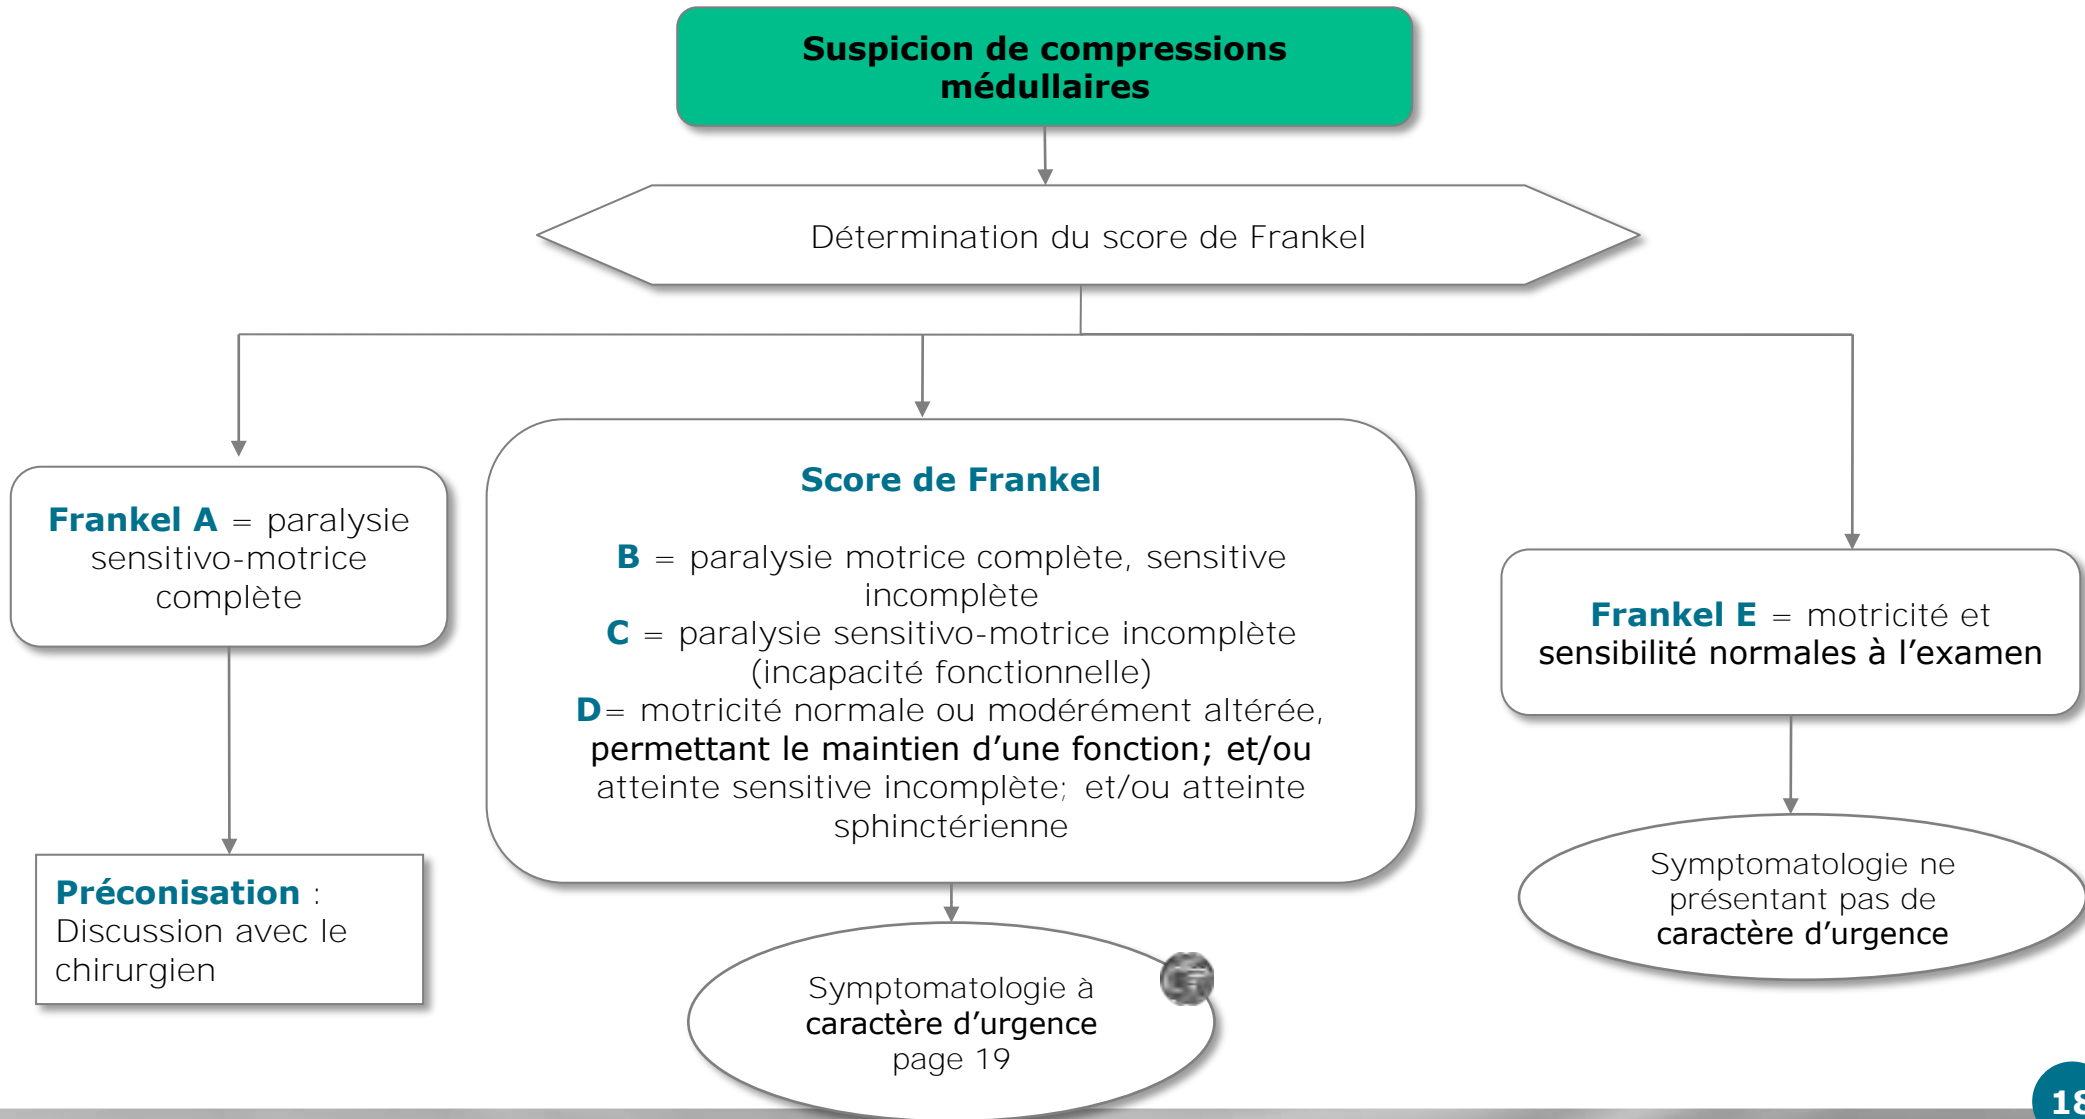 Suspicion de compressions
médullaires
Détermination du score de Frankel
Frankel A = paralysie
sensitivo-motrice
complète
Préconisation :
Discussion avec le
chirurgien
Score de Frankel
B = paralysie motrice complète, sensitive
incomplète
C = paralysie sensitivo-motrice incomplète
(incapacité fonctionnelle)
D= motricité normale ou modérément altérée,
permettant le maintien d’une fonction; et/ou
atteinte sensitive incomplète; et/ou atteinte
sphinctérienne
Symptomatologie à
caractère d’urgence
page 19
Frankel E = motricité et
sensibilité normales à l’examen
Symptomatologie ne
présentant pas de
caractère d’urgence
18